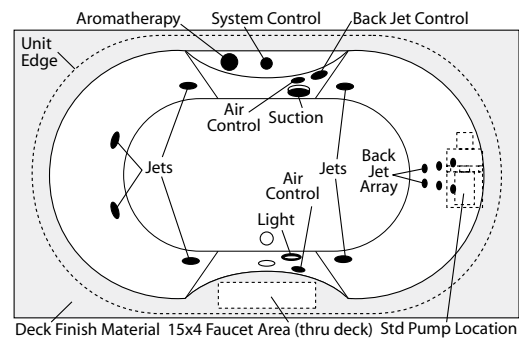 Aromatherapy System Control Back Jet Control
Unit
Edge
Air
Control
Suction
Jets
Jets
Back
Jet
Array
Air
Control
Light
Deck Finish Material 15x4 Faucet Area (thru deck) Std Pump Location